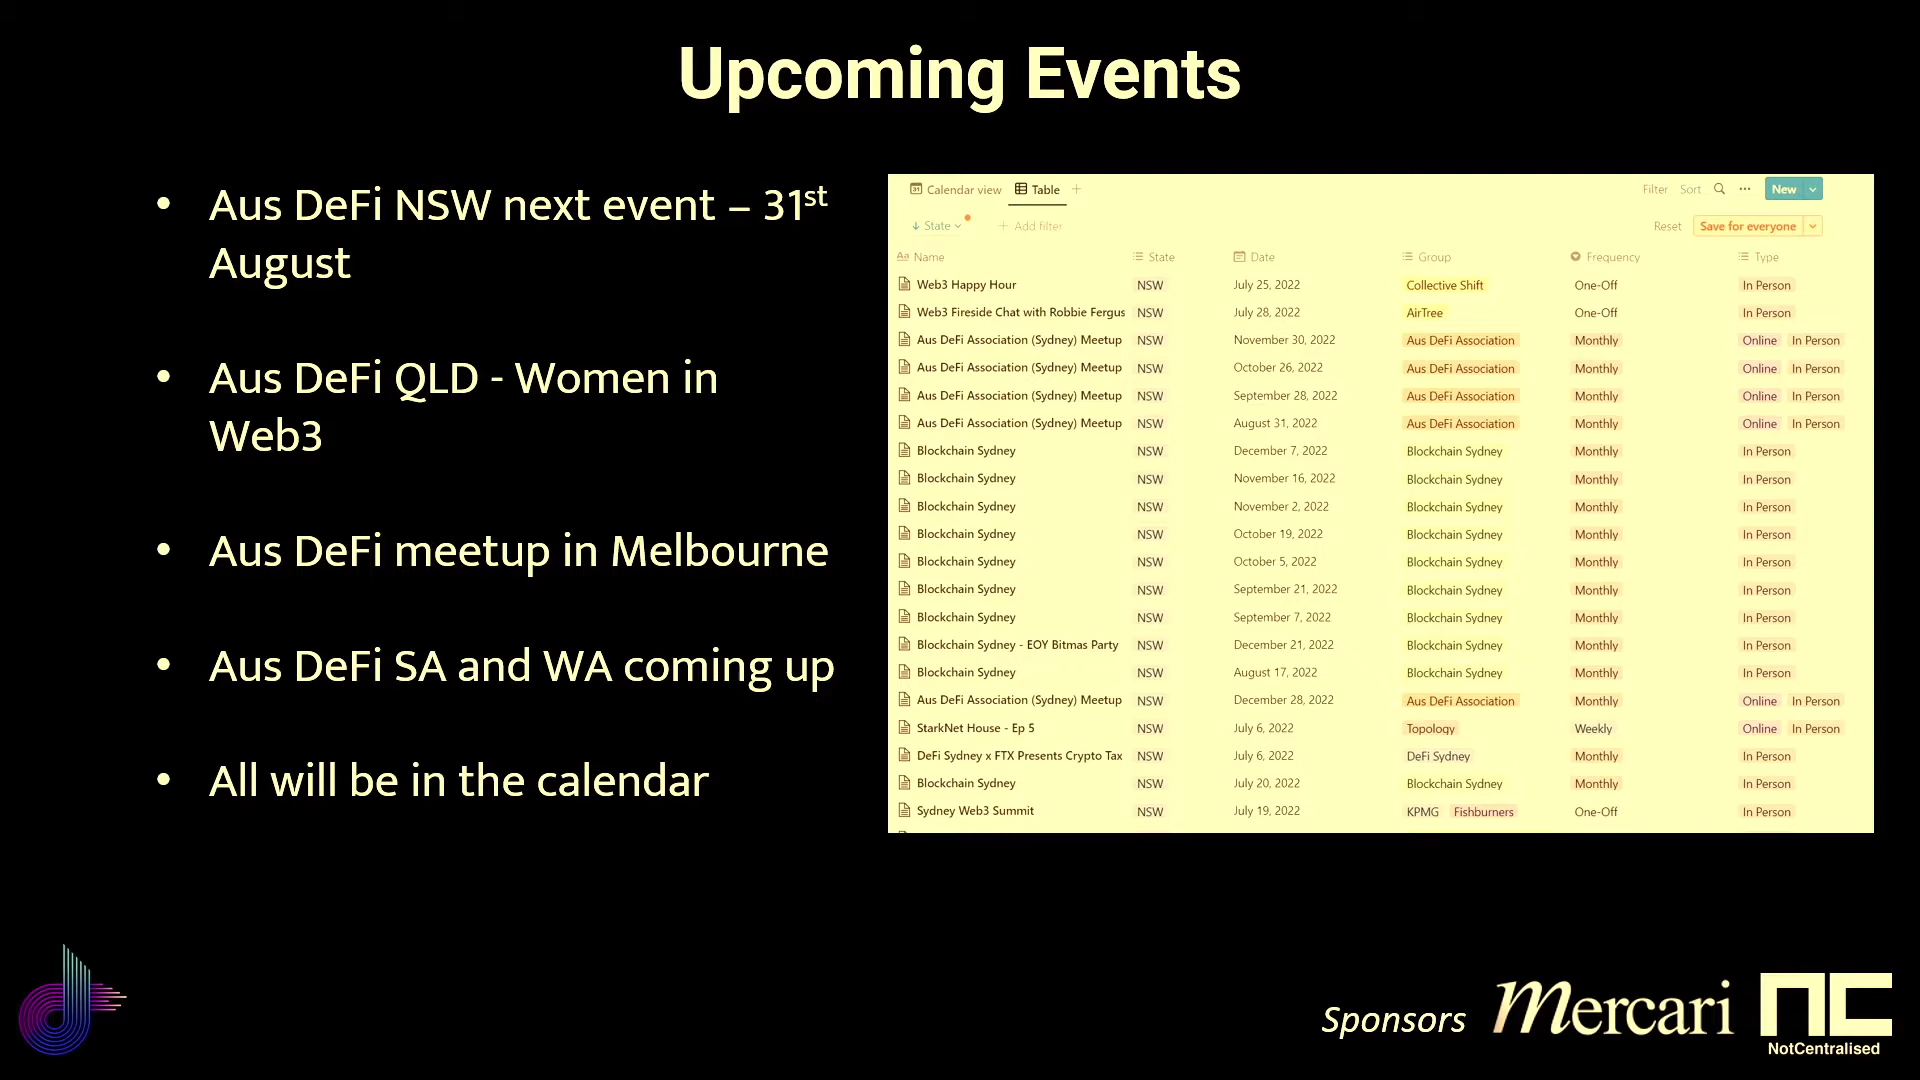 Upcoming Events
• Aus DeFi NSW next event – 31st
August
• Aus DeFi QLD - Women in
Web3
• Aus DeFi meetup in Melbourne
• Aus DeFi SA and WA coming up
• All will be in the calendar
Calendar view Table + Filter Sort ... New
↓ State + Add filter Reset Save for everyone
Aa Name State Date Group Frequency Type
Web3 Happy Hour NSW July 25, 2022 Collective Shift One-Off In Person
Web3 Fireside Chat with Robbie Fergus NSW July 28, 2022 AirTree One-Off In Person
Aus DeFi Association (Sydney) Meetup NSW November 30, 2022 Aus DeFi Association Monthly Online In Person
Aus DeFi Association (Sydney) Meetup NSW October 26, 2022 Aus DeFi Association Monthly Online In Person
Aus DeFi Association (Sydney) Meetup NSW September 28, 2022 Aus DeFi Association Monthly Online In Person
Aus DeFi Association (Sydney) Meetup NSW August 31, 2022 Aus DeFi Association Monthly Online In Person
Blockchain Sydney NSW December 7, 2022 Blockchain Sydney Monthly In Person
Blockchain Sydney NSW November 16, 2022 Blockchain Sydney Monthly In Person
Blockchain Sydney NSW November 2, 2022 Blockchain Sydney Monthly In Person
Blockchain Sydney NSW October 19, 2022 Blockchain Sydney Monthly In Person
Blockchain Sydney NSW October 5, 2022 Blockchain Sydney Monthly In Person
Blockchain Sydney NSW September 21, 2022 Blockchain Sydney Monthly In Person
Blockchain Sydney NSW September 7, 2022 Blockchain Sydney Monthly In Person
Blockchain Sydney - EOY Bitmas Party NSW December 21, 2022 Blockchain Sydney Monthly In Person
Blockchain Sydney NSW August 17, 2022 Blockchain Sydney Monthly In Person
Aus DeFi Association (Sydney) Meetup NSW December 28, 2022 Aus DeFi Association Monthly Online In Person
StarkNet House - Ep 5 NSW July 6, 2022 Topology Weekly Online In Person
DeFi Sydney x FTX Presents Crypto Tax NSW July 6, 2022 DeFi Sydney Monthly In Person
Blockchain Sydney NSW July 20, 2022 Blockchain Sydney Monthly In Person
Sydney Web3 Summit NSW July 19, 2022 KPMG Fishburners One-Off In Person
Sponsors Mercari NC
NotCentralised